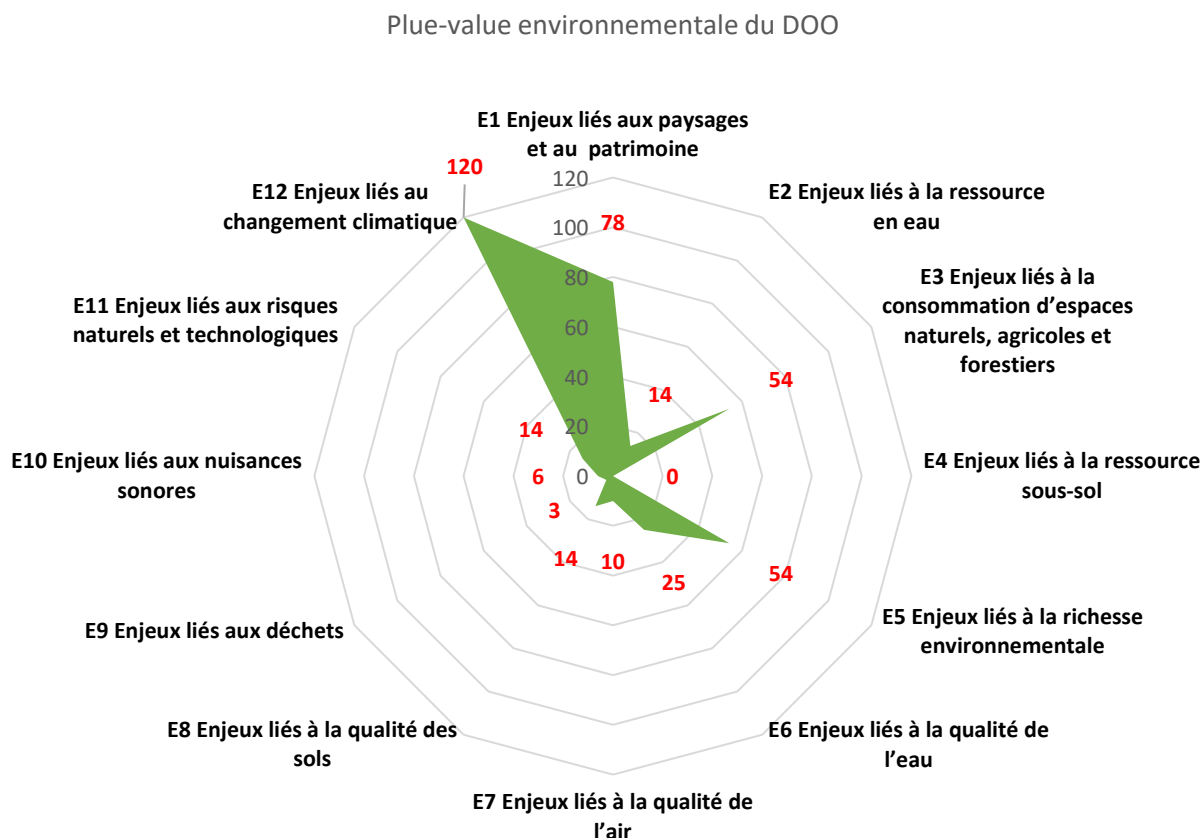 Plue-value environnementale du DOO
E1 Enjeux liés aux paysages
et au patrimoine
120
E12 Enjeux liés au
changement climatique
E2 Enjeux liés à la ressource
en eau
E3 Enjeux liés à la
consommation d’espaces
naturels, agricoles et
forestiers
E11 Enjeux liés aux risques
naturels et technologiques
120
100
80
60
40
20
0
78
14
54
0
54
25
10
14
3
6
14
E10 Enjeux liés aux nuisances
sonores
E4 Enjeux liés à la ressource
sous-sol
E9 Enjeux liés aux déchets
E5 Enjeux liés à la richesse
environnementale
E8 Enjeux liés à la qualité des
sols
E6 Enjeux liés à la qualité de
l’eau
E7 Enjeux liés à la qualité de
l’air